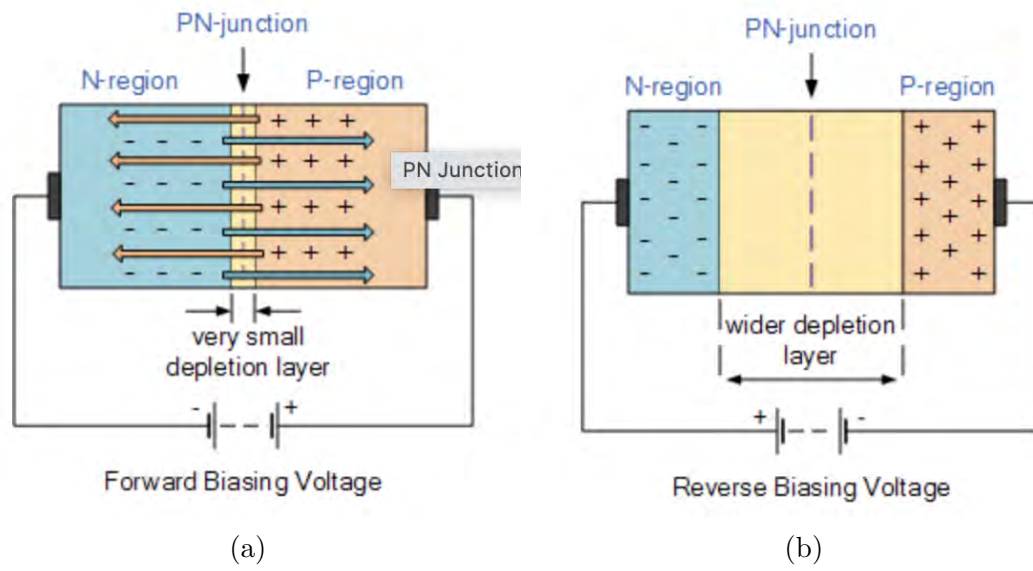 PN-junction
N-region
P-region
+ + +
- - -
+ + +
- - -
+ + +
- - -
+ + +
- - -
PN Junction
very small
depletion layer
- +
Forward Biasing Voltage
(a)
PN-junction
N-region
P-region
wider depletion
layer
+ -
Reverse Biasing Voltage
(b)